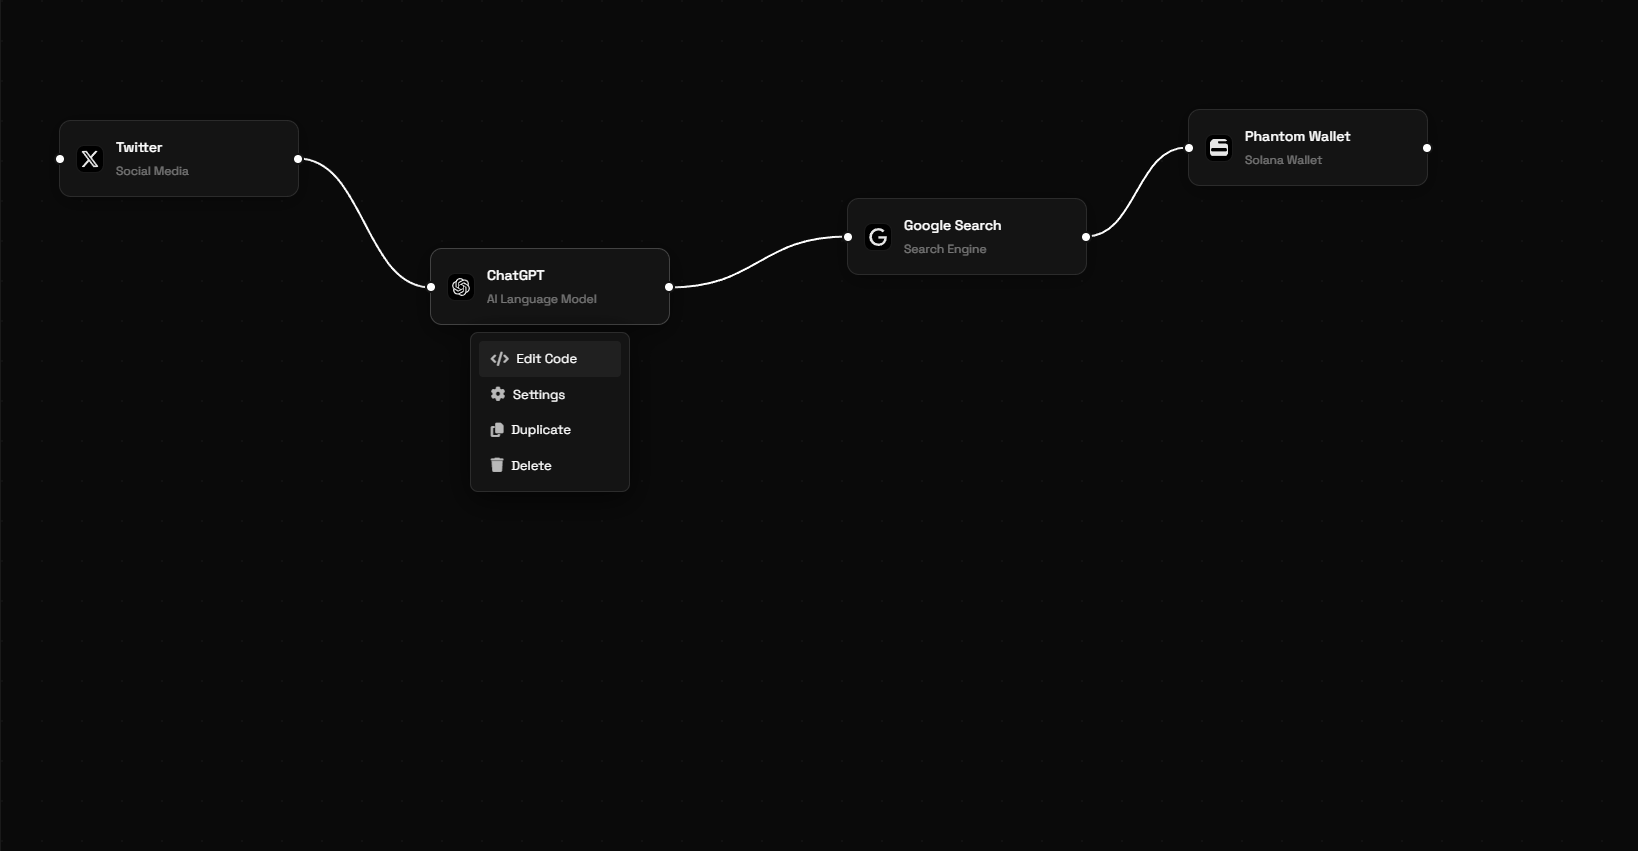 Twitter
Social Media
ChatGPT
AI Language Model
Edit Code
Settings
Duplicate
Delete
Google Search
Search Engine
Phantom Wallet
Solana Wallet